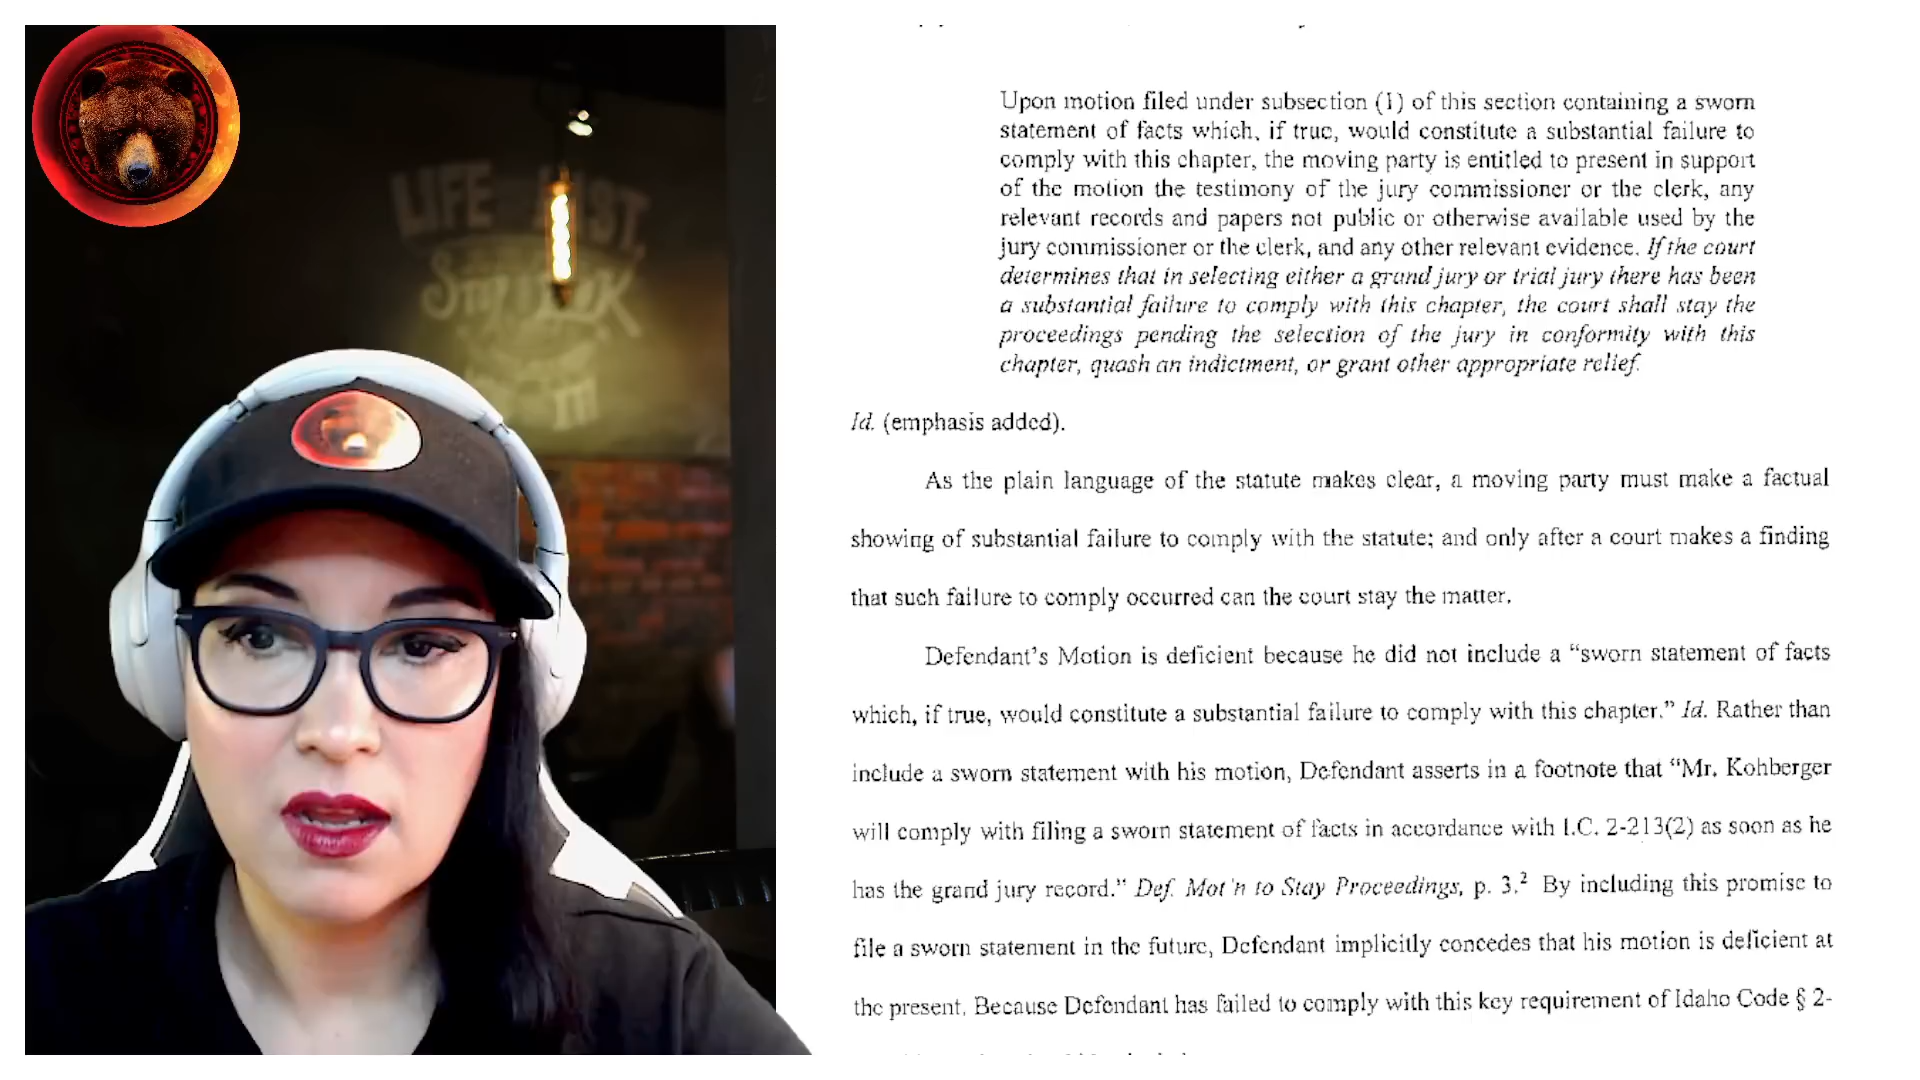 LIFE IS SHORT,
Upon motion filed under subsection (1) of this section containing a sworn
statement of facts which, if true, would constitute a substantial failure to
comply with this chapter, the moving party is entitled to present in support
of the motion the testimony of the jury commissioner or the clerk, any
relevant records and papers not public or otherwise available used by the
jury commissioner or the clerk, and any other relevant evidence. If the court
determines that in selecting either a grand jury or trial jury there has been
a substantial failure to comply with this chapter, the court shall stay the
proceedings pending the selection of the jury in conformity with this
chapter, quash an indictment, or grant other appropriate relief.
Id. (emphasis added).
As the plain language of the statute makes clear, a moving party must make a factual
showing of substantial failure to comply with the statute; and only after a court makes a finding
that such failure to comply occurred can the court stay the matter.
Defendant's Motion is deficient because he did not include a “sworn statement of facts
which, if true, would constitute a substantial failure to comply with this chapter.” Id. Rather than
include a sworn statement with his motion, Defendant asserts in a footnote that “Mr. Kohberger
will comply with filing a sworn statement of facts in accordance with I.C. 2-213(2) as soon as he
has the grand jury record.” Def. Mot'n to Stay Proceedings, p. 3.² By including this promise to
file a sworn statement in the future, Defendant implicitly concedes that his motion is deficient at
the present. Because Defendant has failed to comply with this key requirement of Idaho Code § 2-